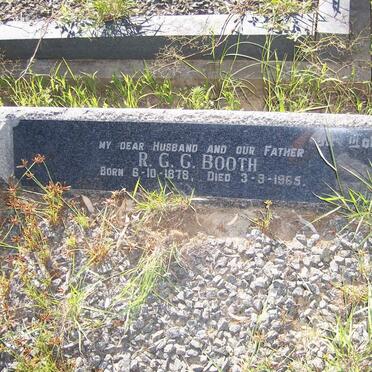 MY DEAR HUSBAND AND OUR FATHER
R. G. G. BOOTH
BORN 6-10-1878, DIED 3-3-1965.